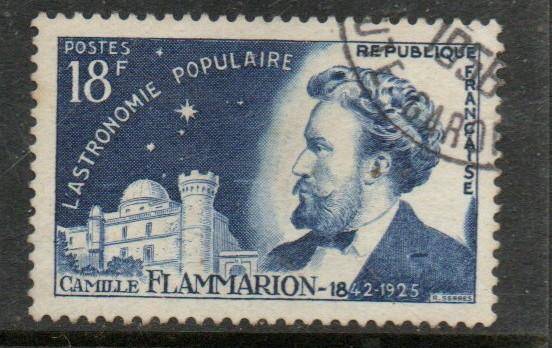 POSTES
18F
L'ASTRONOMIE POPULAIRE
REPUBLIQUE FRANÇAISE
CAMILLE FLAMMARION-1842-1925
R. SERRES